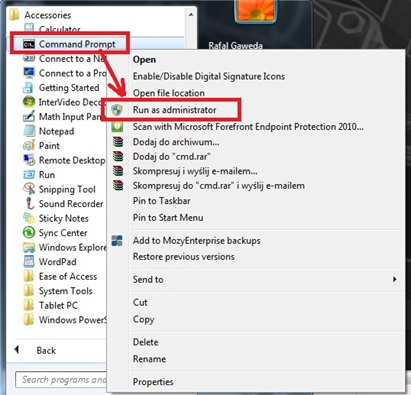 Accessories
Calculator
Command Prompt
Connect to a Ne
Connect to a Pro
Getting Started
InterVideo Deco
Math Input Pan
Notepad
Paint
Remote Desktop
Run
Snipping Tool
Sound Recorder
Sticky Notes
Sync Center
Windows Explore
WordPad
Ease of Access
System Tools
Tablet PC
Windows PowerS
Back
Search programs and
Rafal Gaweda
Open
Enable/Disable Digital Signature Icons
Open file location
Run as administrator
Scan with Microsoft Forefront Endpoint Protection 2010...
Dodaj do archiwum...
Dodaj do "cmd.rar"
Skompresuj i wyślij e-mailem...
Skompresuj do "cmd.rar" i wyślij e-mailem
Pin to Taskbar
Pin to Start Menu
Add to MozyEnterprise backups
Restore previous versions
Send to
Cut
Copy
Delete
Rename
Properties